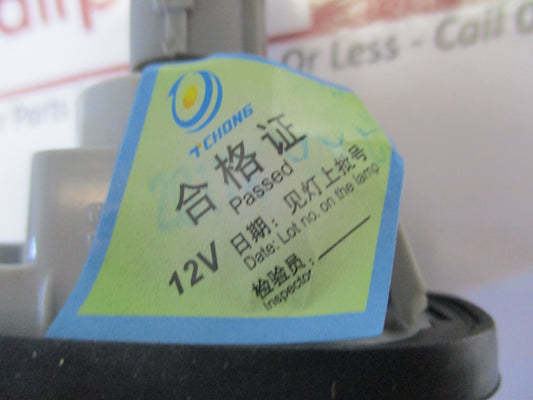 Or Less - Call
TCHONG
合格证
Passed
12V
日期：见灯上批号
Date: Lot no. on the lamp
检验员：
Inspector